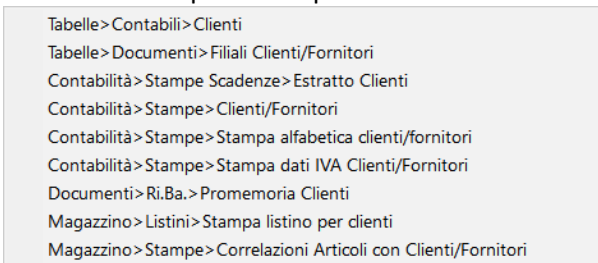 Tabelle>Contabili>Clienti
Tabelle>Documenti>Filiali Clienti/Fornitori
Contabilità>Stampe Scadenze>Estratto Clienti
Contabilità>Stampe>Clienti/Fornitori
Contabilità>Stampe>Stampa alfabetica clienti/fornitori
Contabilità>Stampe>Stampa dati IVA Clienti/Fornitori
Documenti>Ri.Ba.>Promemoria Clienti
Magazzino>Listini>Stampa listino per clienti
Magazzino>Stampe>Correlazioni Articoli con Clienti/Fornitori